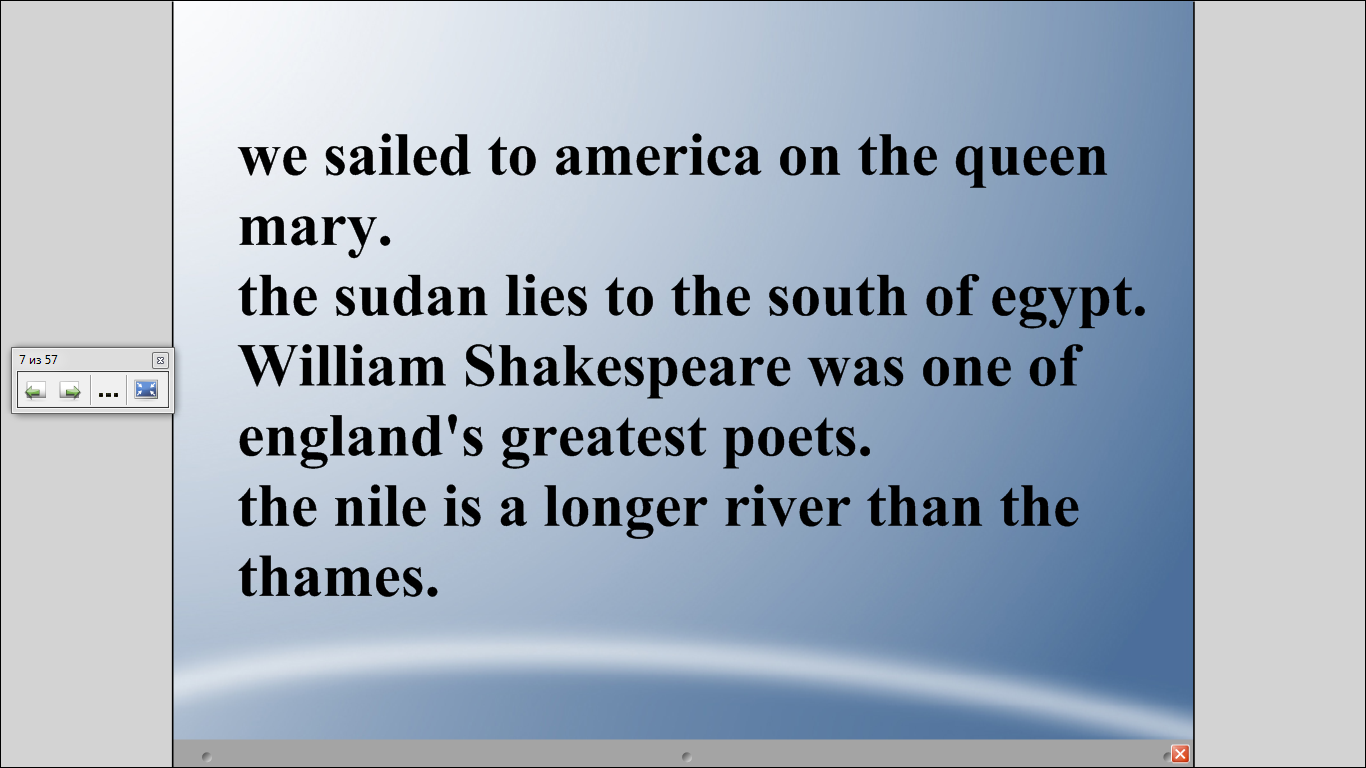 we sailed to america on the queen
mary.
the sudan lies to the south of egypt.
William Shakespeare was one of
england's greatest poets.
the nile is a longer river than the
thames.
7 из 57
...